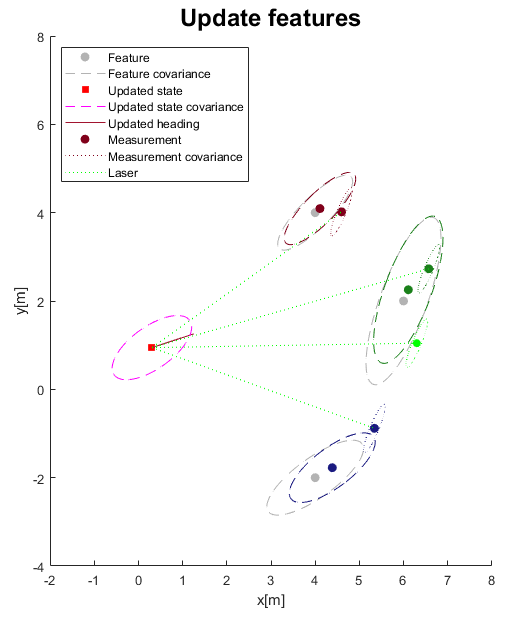 Update features
Feature
Feature covariance
Updated state
Updated state covariance
Updated heading
Measurement
Measurement covariance
Laser
8
6
4
2
0
-2
-4
y[m]
-2 -1 0 1 2 3 4 5 6 7 8
x[m]